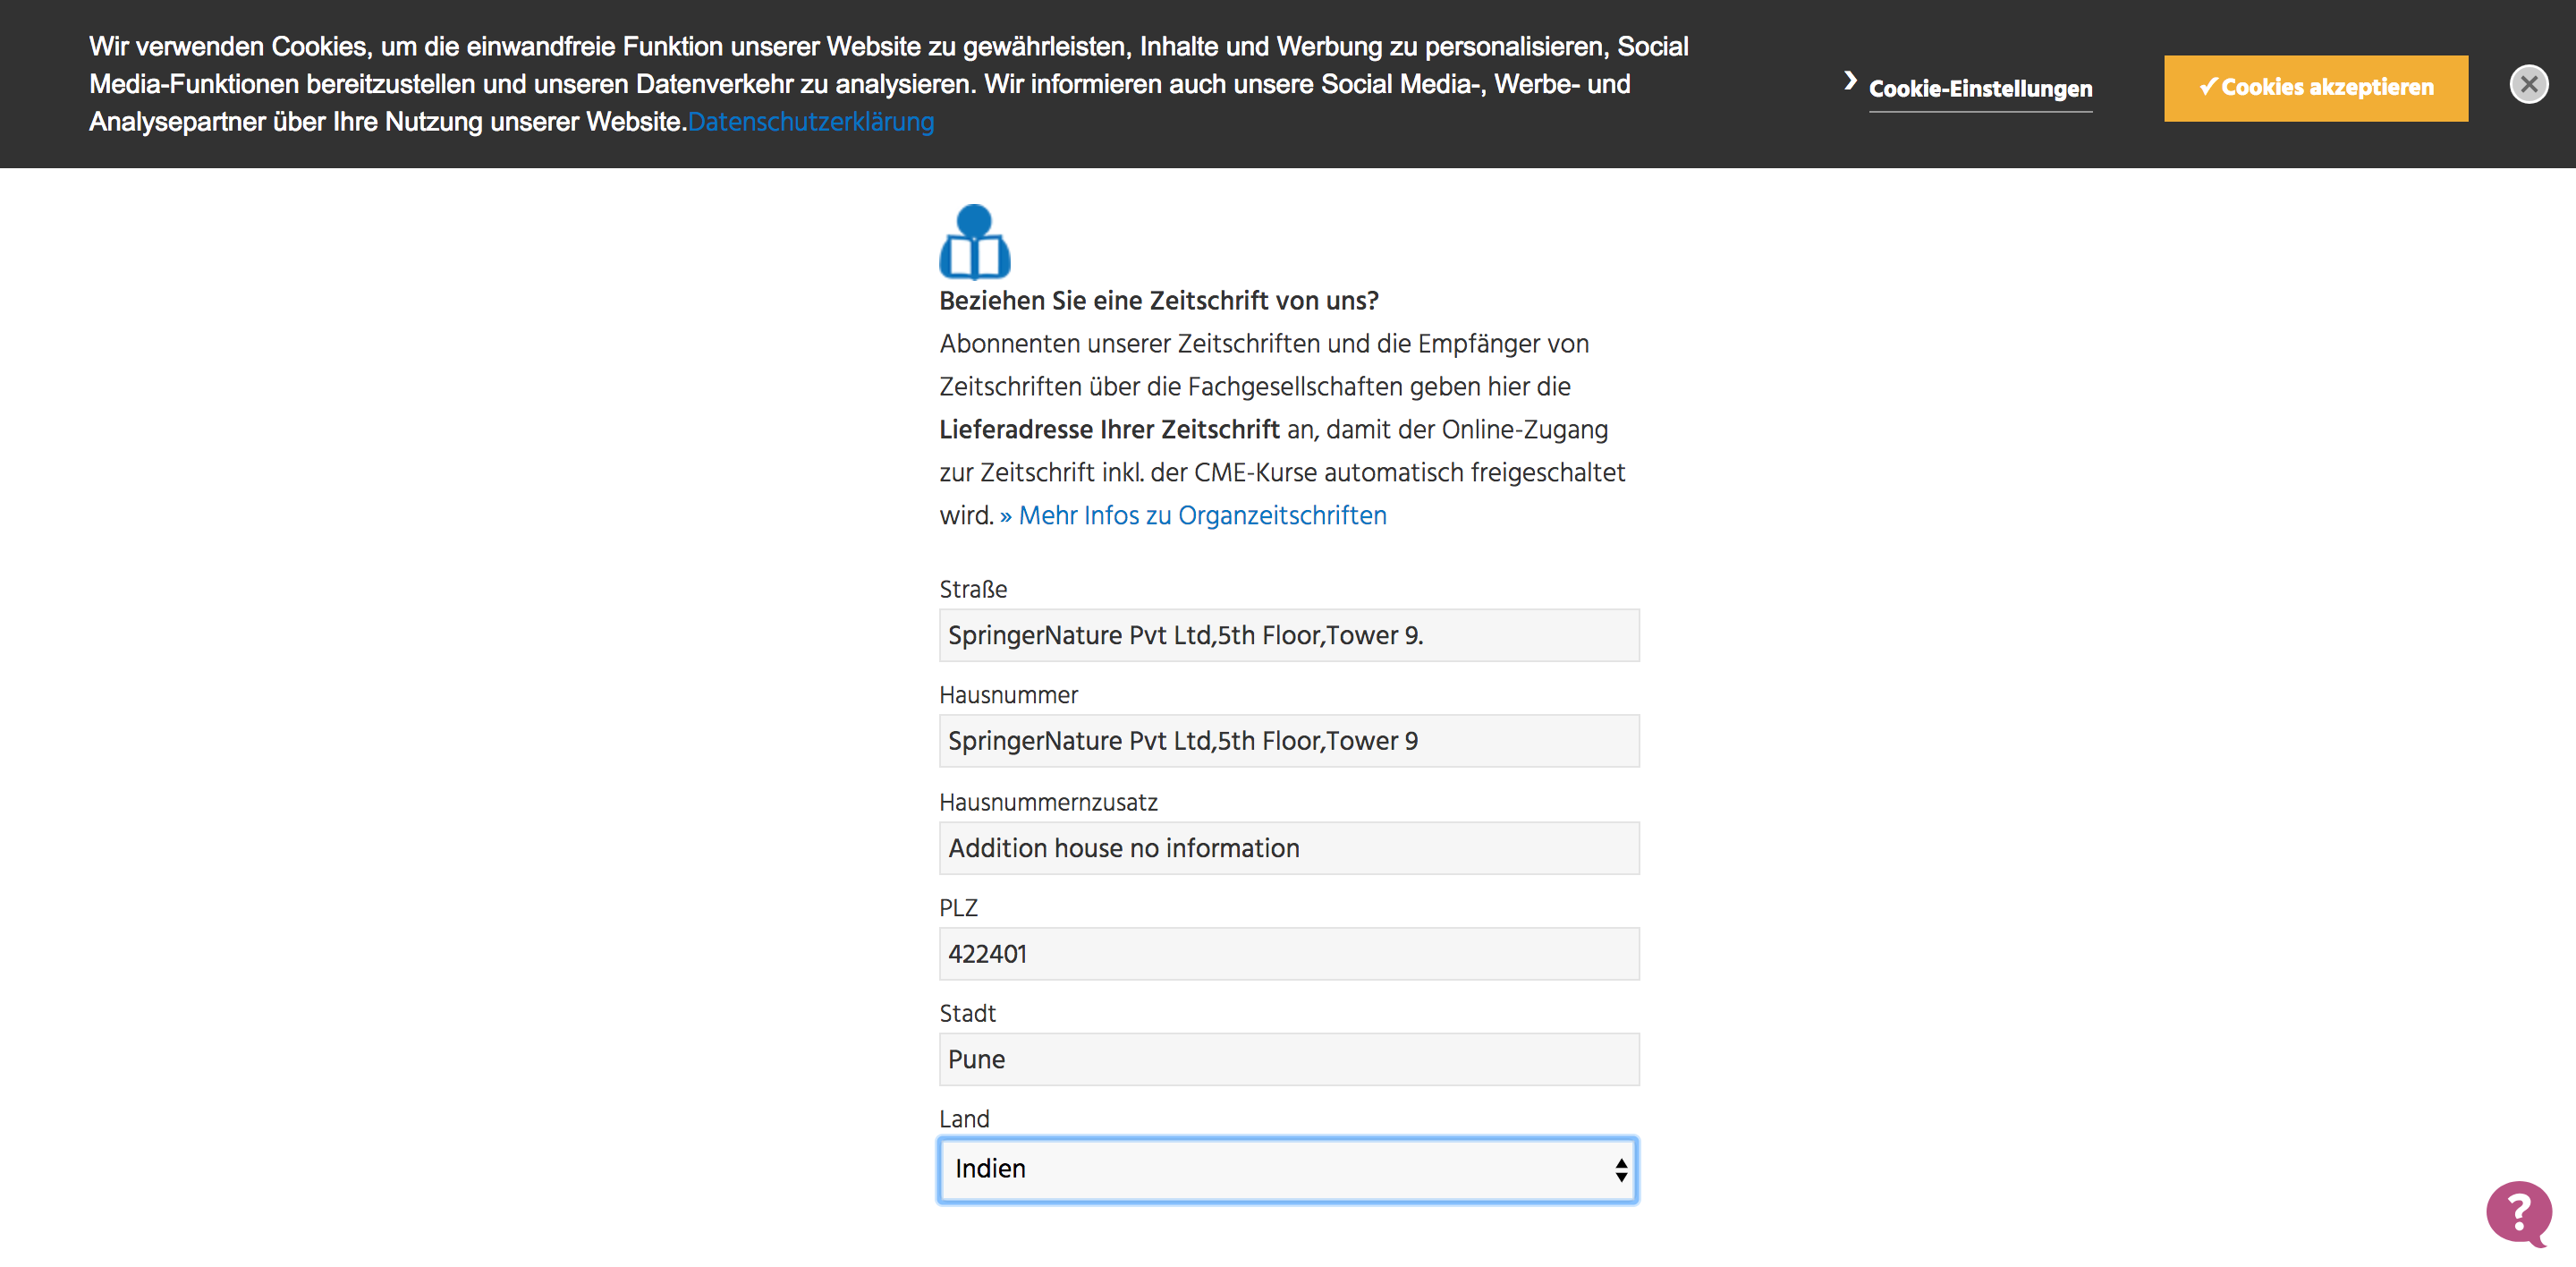 Wir verwenden Cookies, um die einwandfreie Funktion unserer Website zu gewährleisten, Inhalte und Werbung zu personalisieren, Social
Media-Funktionen bereitzustellen und unseren Datenverkehr zu analysieren. Wir informieren auch unsere Social Media-, Werbe- und
Analysepartner über Ihre Nutzung unserer Website.Datenschutzerklärung
Cookie-Einstellungen
✓Cookies akzeptieren
Beziehen Sie eine Zeitschrift von uns?
Abonnenten unserer Zeitschriften und die Empfänger von
Zeitschriften über die Fachgesellschaften geben hier die
Lieferadresse Ihrer Zeitschrift an, damit der Online-Zugang
zur Zeitschrift inkl. der CME-Kurse automatisch freigeschaltet
wird. » Mehr Infos zu Organzeitschriften
Straße
SpringerNature Pvt Ltd,5th Floor,Tower 9.
Hausnummer
SpringerNature Pvt Ltd,5th Floor,Tower 9
Hausnummernzusatz
Addition house no information
PLZ
422401
Stadt
Pune
Land
Indien
?